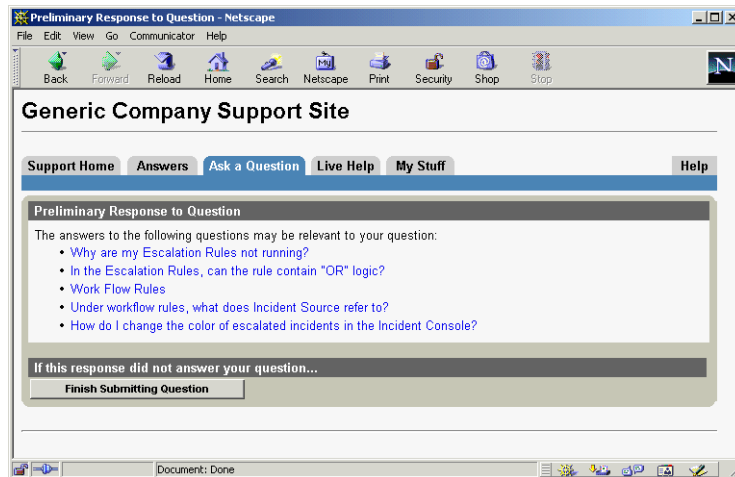 Preliminary Response to Question - Netscape
File Edit View Go Communicator Help
Back Forward Reload Home Search Netscape Print Security Shop Stop
My
N
Generic Company Support Site
Support Home Answers Ask a Question Live Help My Stuff Help
Preliminary Response to Question
The answers to the following questions may be relevant to your question:
• Why are my Escalation Rules not running?
• In the Escalation Rules, can the rule contain "OR" logic?
• Work Flow Rules
• Under workflow rules, what does Incident Source refer to?
• How do I change the color of escalated incidents in the Incident Console?
If this response did not answer your question...
Finish Submitting Question
Document: Done